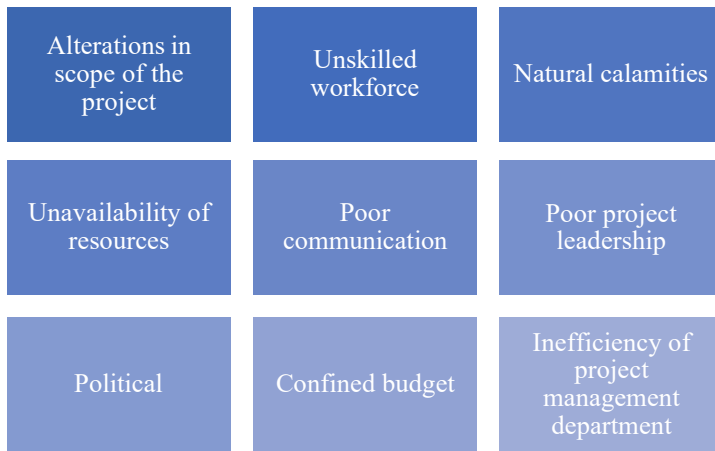 Alterations in
scope of the
project
Unskilled
workforce
Natural calamities
Unavailability of
resources
Poor
communication
Poor project
leadership
Political
Confined budget
Inefficiency of
project
management
department